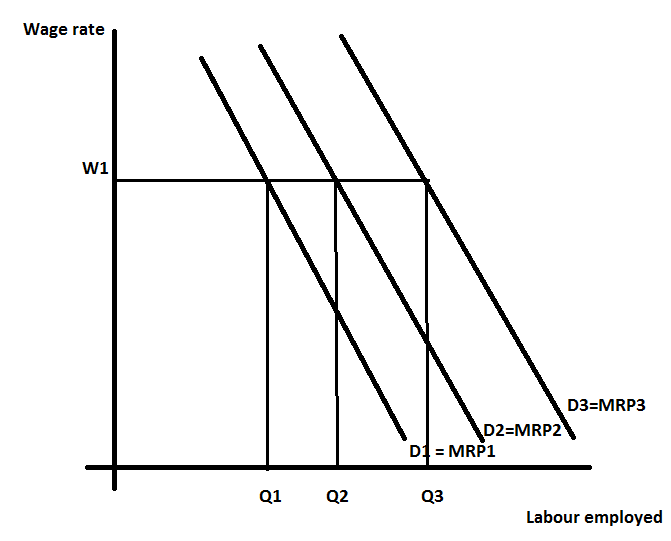 Wage rate
W1
D3=MRP3
D2=MRP2
D1 = MRP1
Q1
Q2
Q3
Labour employed